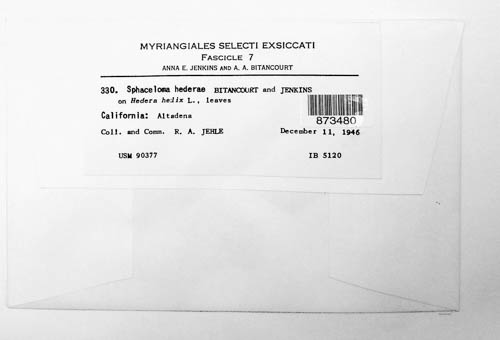 MYRIANGIALES SELECTI EXSICCATI
FASCICLE 7
ANNA E. JENKINS AND A. A. BITANCOURT
330. Sphaceloma hederae BITANCOURT and JENKINS
on Hedera helix L., leaves
873480
California: Altadena
Coll. and Comm. R. A. JEHLE December 11, 1946
USM 90377 IB 5120